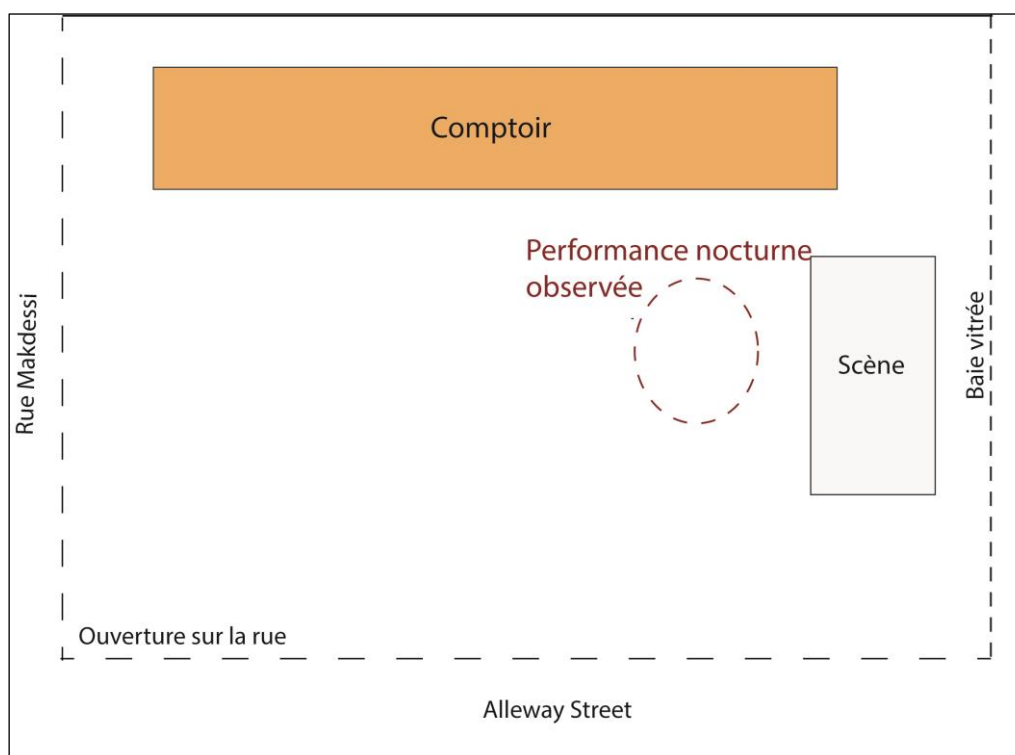 Comptoir
Performance nocturne
observée
Rue Makdessi
Scène
Baie vitrée
Ouverture sur la rue
Alleway Street